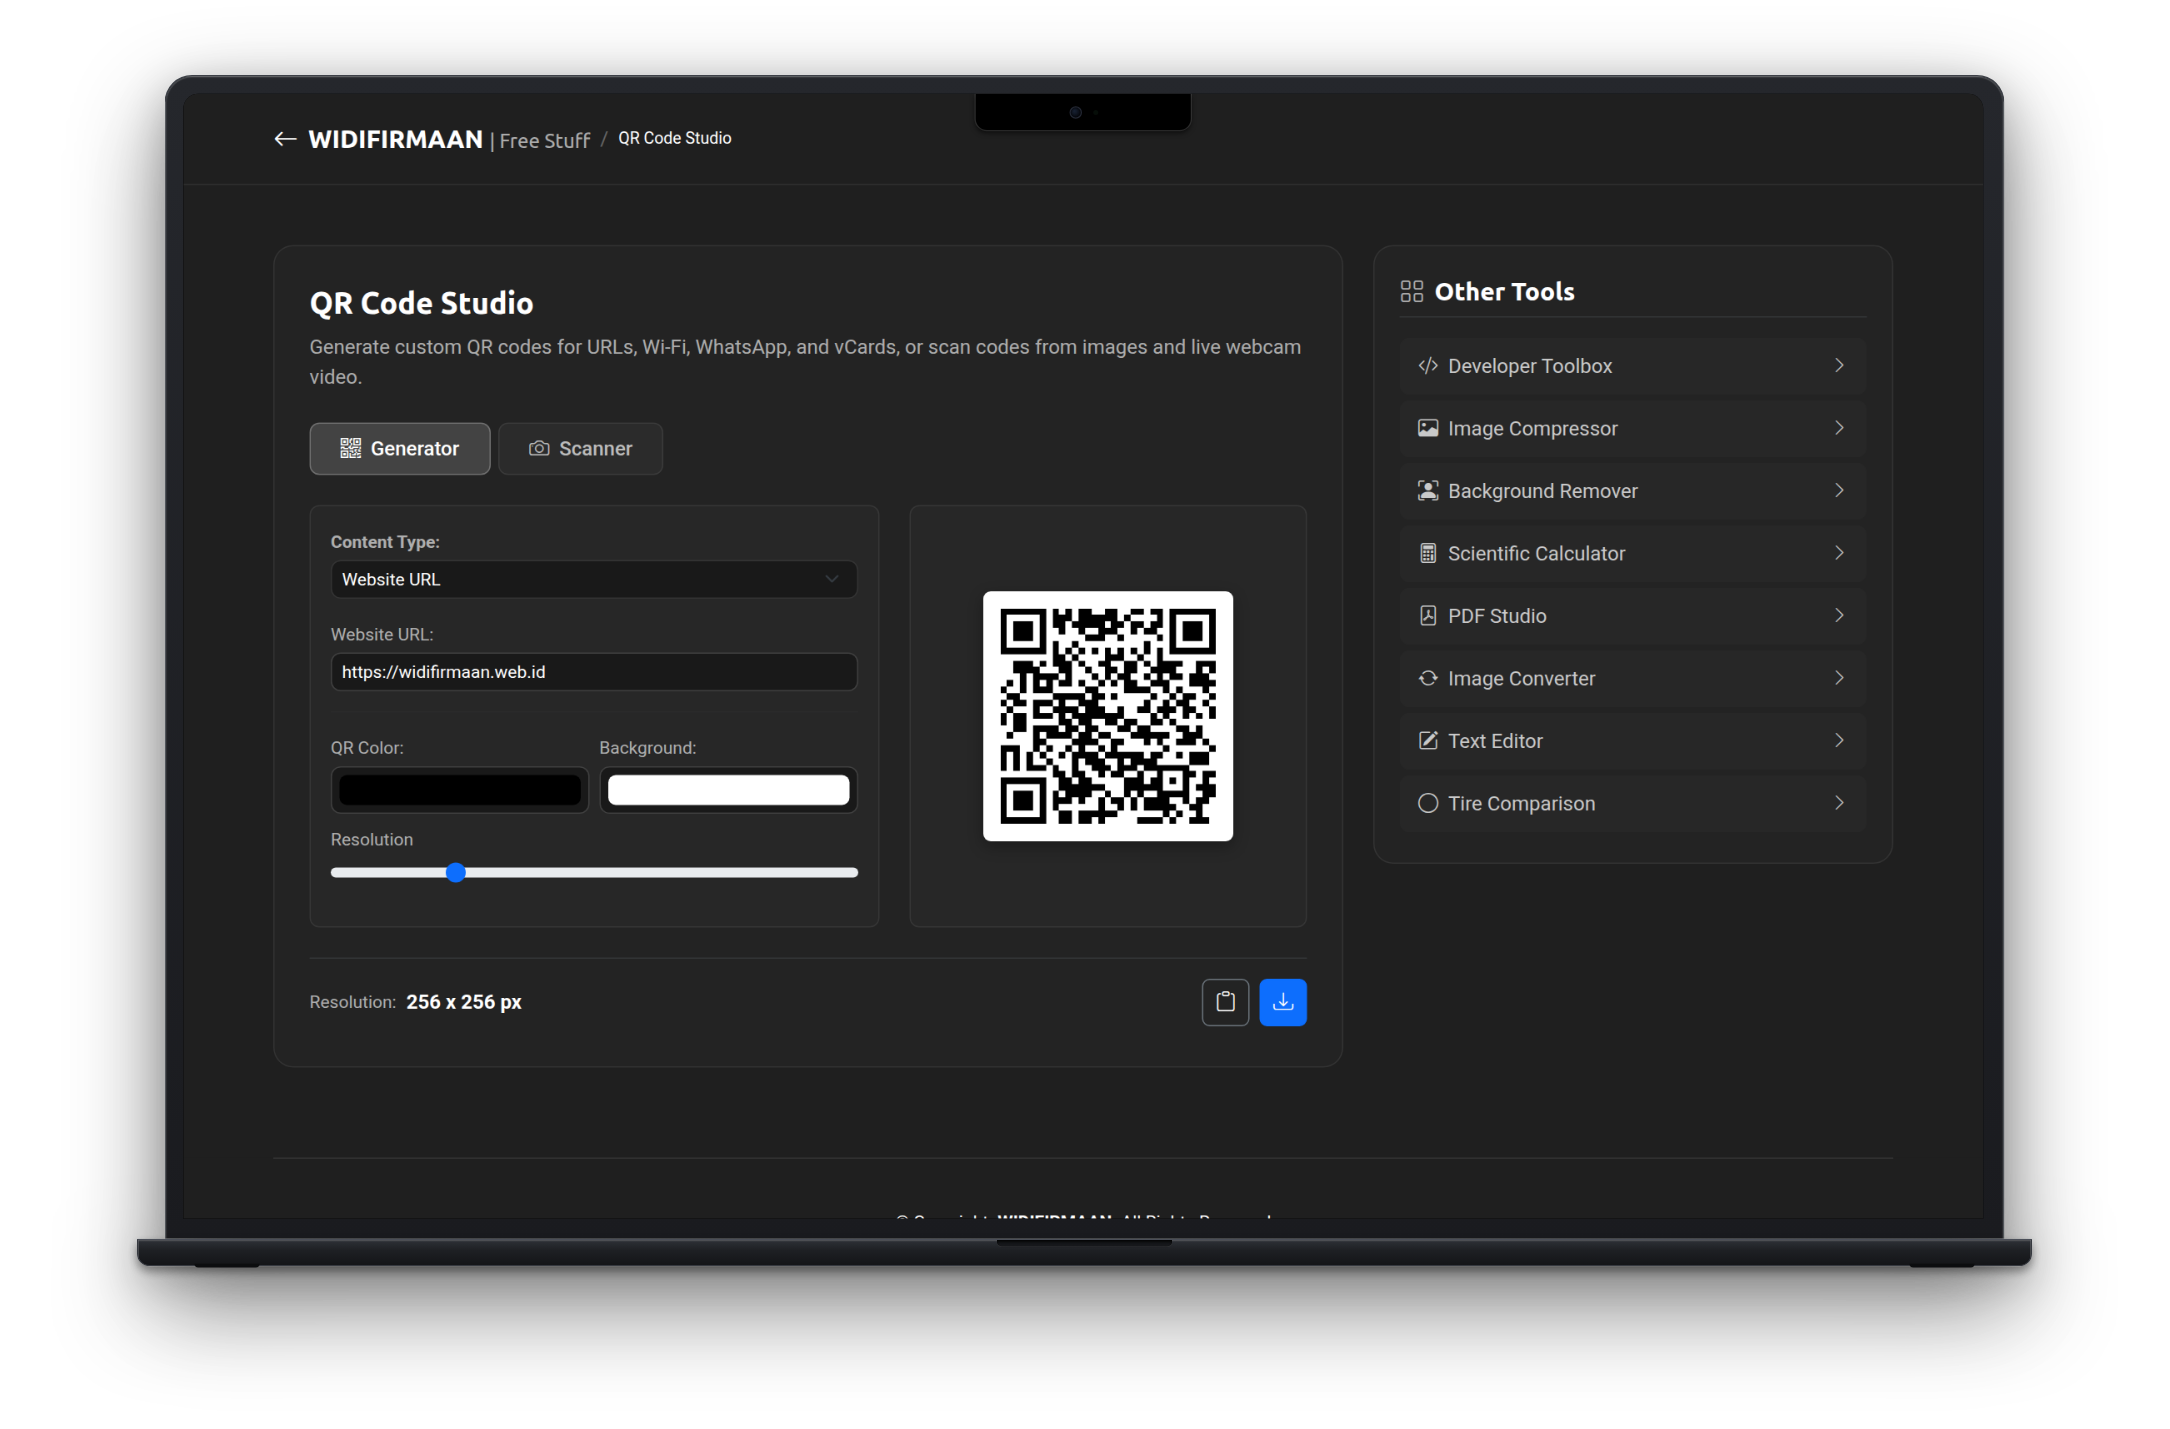 WIDIFIRMAAN | Free Stuff / QR Code Studio
QR Code Studio
Generate custom QR codes for URLs, Wi-Fi, WhatsApp, and vCards, or scan codes from images and live webcam
video.
Generator
Scanner
Content Type:
Website URL
Website URL:
https://widifirmaan.web.id
QR Color:
Background:
Resolution
Resolution: 256 x 256 px
Other Tools
Developer Toolbox
Image Compressor
Background Remover
Scientific Calculator
PDF Studio
Image Converter
Text Editor
Tire Comparison